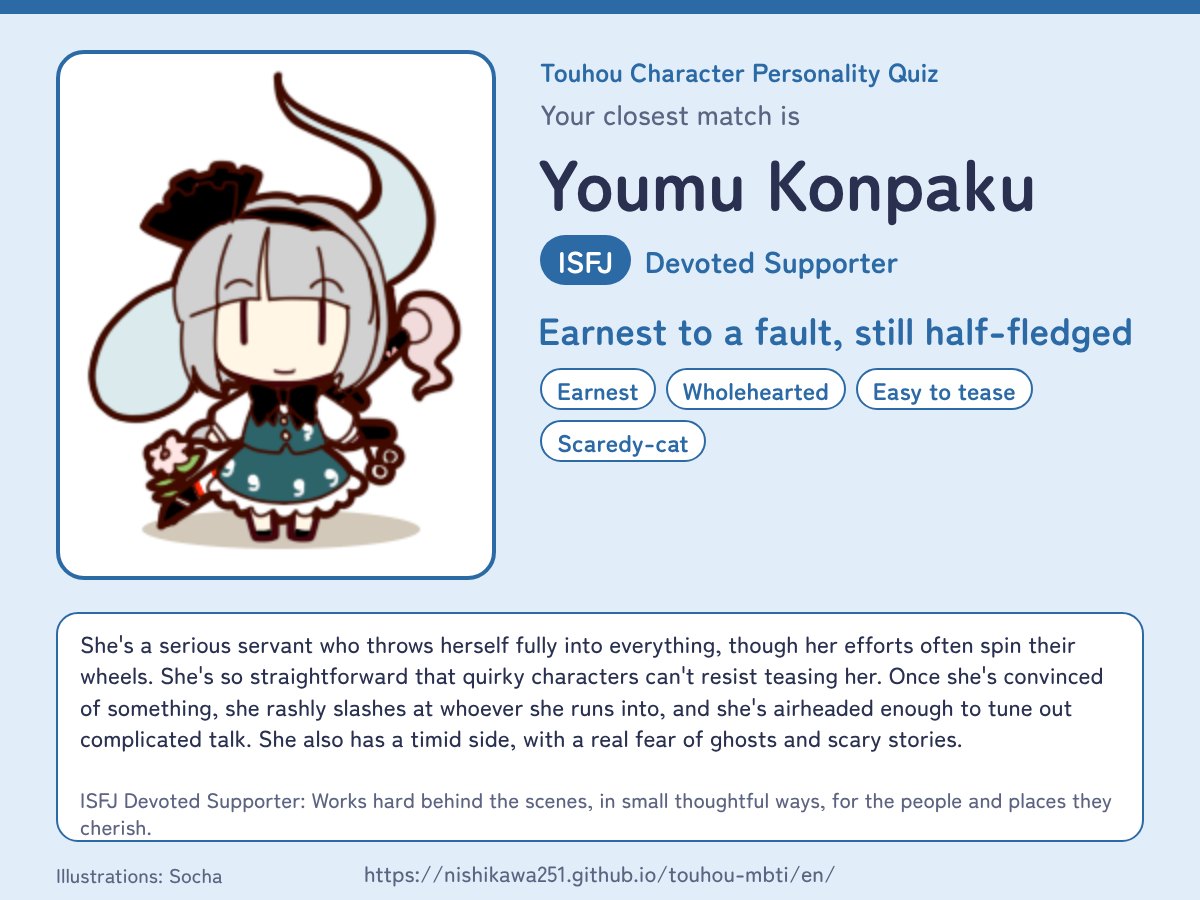 Touhou Character Personality Quiz
Your closest match is
Youmu Konpaku
ISFJ Devoted Supporter
Earnest to a fault, still half-fledged
Earnest Wholehearted Easy to tease
Scaredy-cat
She's a serious servant who throws herself fully into everything, though her efforts often spin their
wheels. She's so straightforward that quirky characters can't resist teasing her. Once she's convinced
of something, she rashly slashes at whoever she runs into, and she's airheaded enough to tune out
complicated talk. She also has a timid side, with a real fear of ghosts and scary stories.
ISFJ Devoted Supporter: Works hard behind the scenes, in small thoughtful ways, for the people and places they
cherish.
Illustrations: Socha https://nishikawa251.github.io/touhou-mbti/en/